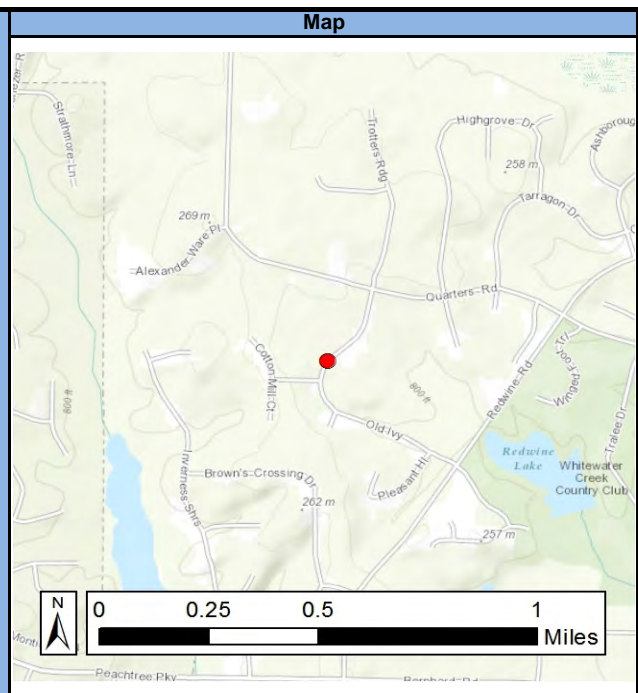 Map
Strathmore Ln
Trotters Rdg
Highgrove Dr
258 m
Tarragon Dr
269 m
Alexander Ware Pl
Quarters Rd
Cotton Mill Ct
800 ft
800 ft
Redwine Rd
Winged Foot Trl
Tralee Dr
Old Ivy
Redwine
Lake
Whitewater
Creek
Country Club
Inverness Shrs
Brown's Crossing Dr
Pleasant Hl
262 m
257 m
N
0 0.25 0.5 1
Miles
Peachtree Pky